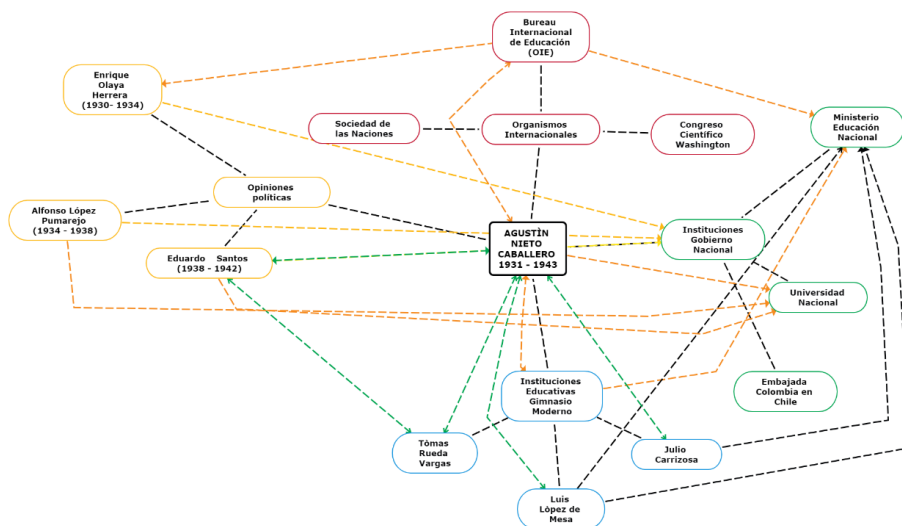 Bureau
Internacional
de Educación
(OIE)
Enrique
Olaya
Herrera
(1930- 1934)
Sociedad de
las Naciones
Organismos
Internacionales
Congreso
Científico
Washington
Ministerio
Educación
Nacional
Opiniones
políticas
Alfonso López
Pumarejo
(1934 - 1938)
AGUSTÌN
NIETO
CABALLERO
1931 - 1943
Instituciones
Gobierno
Nacional
Eduardo Santos
(1938 - 1942)
Universidad
Nacional
Instituciones
Educativas
Gimnasio
Moderno
Embajada
Colombia en
Chile
Tómas
Rueda
Vargas
Julio
Carrizosa
Luis
López de
Mesa